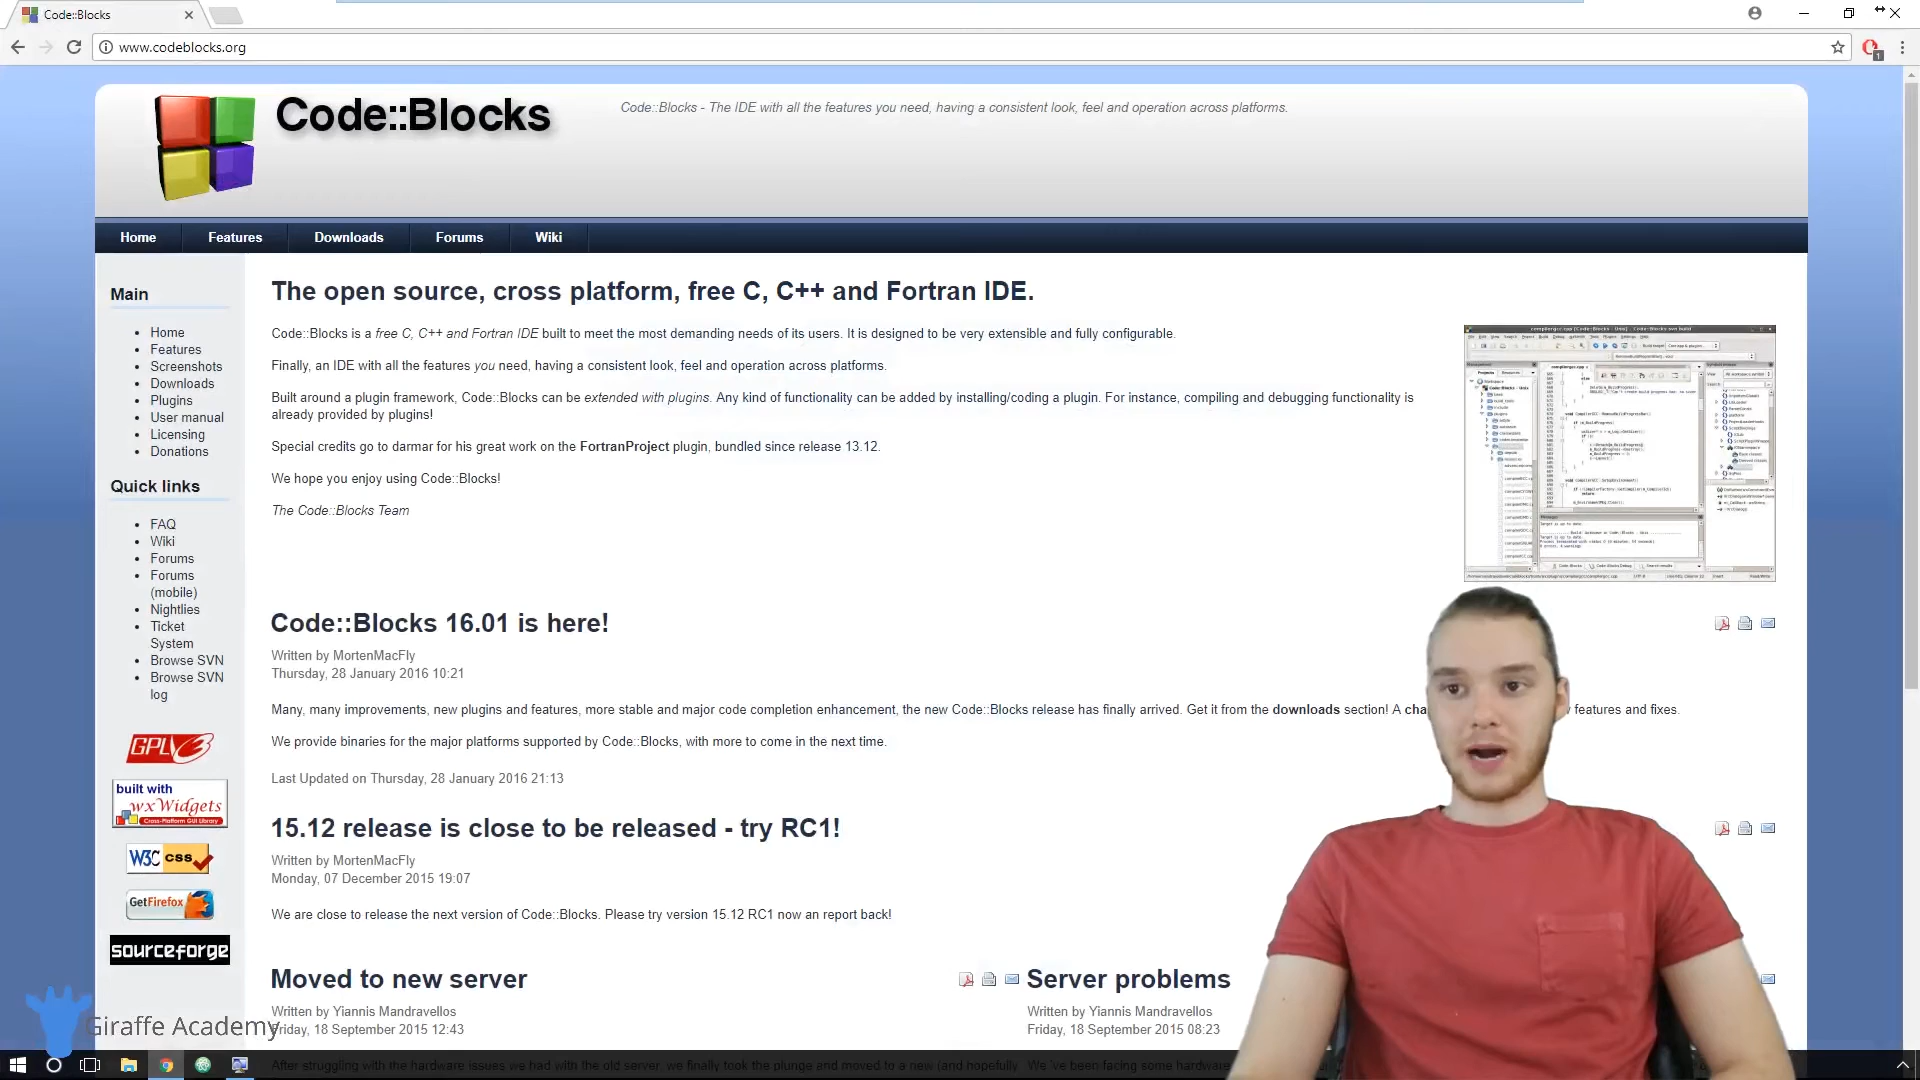 Code::Blocks
www.codeblocks.org
Code::Blocks
Code::Blocks - The IDE with all the features you need, having a consistent look, feel and operation across platforms.
Home Features Downloads Forums Wiki
Main
Home
Features
Screenshots
Downloads
Plugins
User manual
Licensing
Donations
Quick links
FAQ
Wiki
Forums
Forums
(mobile)
Nightlies
Ticket
System
Browse SVN
Browse SVN
log
GPLv3
built with
wxWidgets
Cross-Platform GUI Library
W3C css
GetFirefox
sourceforge
The open source, cross platform, free C, C++ and Fortran IDE.
Code::Blocks is a free C, C++ and Fortran IDE built to meet the most demanding needs of its users. It is designed to be very extensible and fully configurable.
Finally, an IDE with all the features you need, having a consistent look, feel and operation across platforms.
Built around a plugin framework, Code::Blocks can be extended with plugins. Any kind of functionality can be added by installing/coding a plugin. For instance, compiling and debugging functionality is
already provided by plugins!
Special credits go to darmar for his great work on the FortranProject plugin, bundled since release 13.12.
We hope you enjoy using Code::Blocks!
The Code::Blocks Team
Code::Blocks 16.01 is here!
Written by MortenMacFly
Thursday, 28 January 2016 10:21
Many, many improvements, new plugins and features, more stable and major code completion enhancement, the new Code::Blocks release has finally arrived. Get it from the downloads section! A features and fixes.
We provide binaries for the major platforms supported by Code::Blocks, with more to come in the next time.
Last Updated on Thursday, 28 January 2016 21:13
15.12 release is close to be released - try RC1!
Written by MortenMacFly
Monday, 07 December 2015 19:07
We are close to release the next version of Code::Blocks. Please try version 15.12 RC1 now an report back!
Moved to new server
Written by Yiannis Mandravellos
Friday, 18 September 2015 12:43
After struggling with the hardware issues we had with the old server, we finally took the plunge and moved to a new (and hopefully
Server problems
Written by Yiannis Mandravellos
Friday, 18 September 2015 08:23
We've been facing some hardware
Giraffe Academy
1